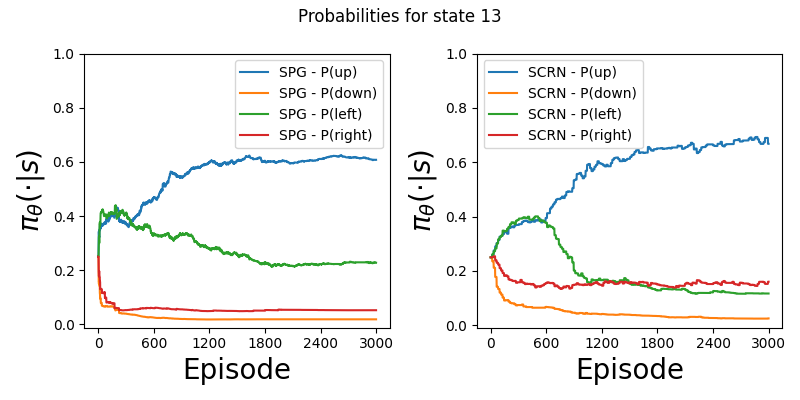 Probabilities for state 13
π_θ(·|s)
1.0
0.8
0.6
0.4
0.2
0.0
SPG - P(up)
SPG - P(down)
SPG - P(left)
SPG - P(right)
0 600 1200 1800 2400 3000
Episode
π_θ(·|s)
1.0
0.8
0.6
0.4
0.2
0.0
SCRN - P(up)
SCRN - P(down)
SCRN - P(left)
SCRN - P(right)
0 600 1200 1800 2400 3000
Episode